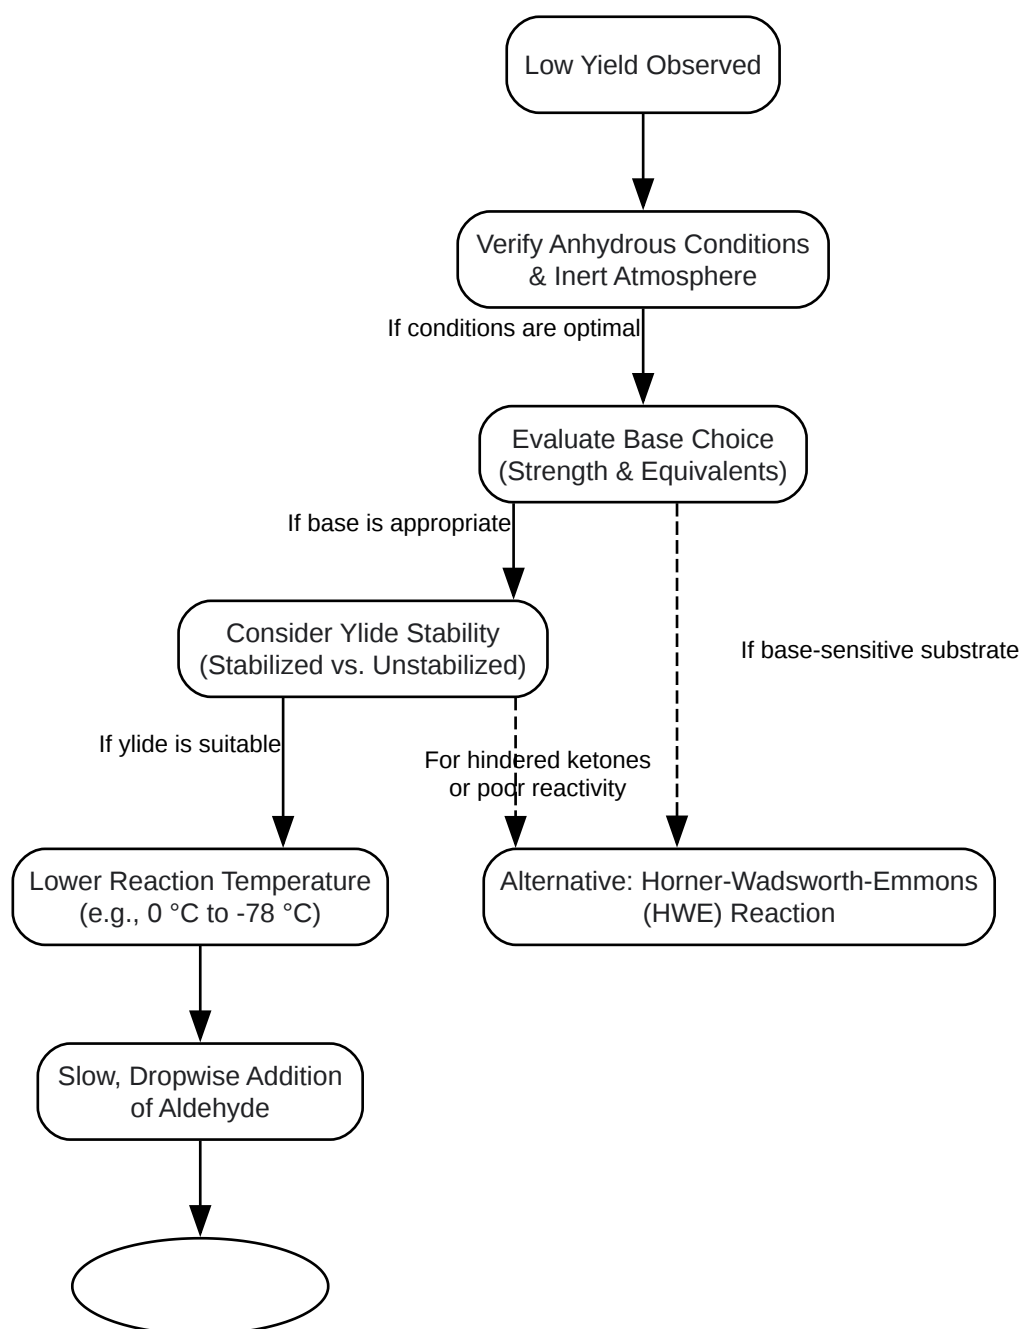 Low Yield Observed
Verify Anhydrous Conditions
& Inert Atmosphere
If conditions are optimal
Evaluate Base Choice
(Strength & Equivalents)
If base is appropriate
Consider Ylide Stability
(Stabilized vs. Unstabilized)
If base-sensitive substrate
If ylide is suitable
For hindered ketones
or poor reactivity
Lower Reaction Temperature
(e.g., 0 °C to -78 °C)
Alternative: Horner-Wadsworth-Emmons
(HWE) Reaction
Slow, Dropwise Addition
of Aldehyde